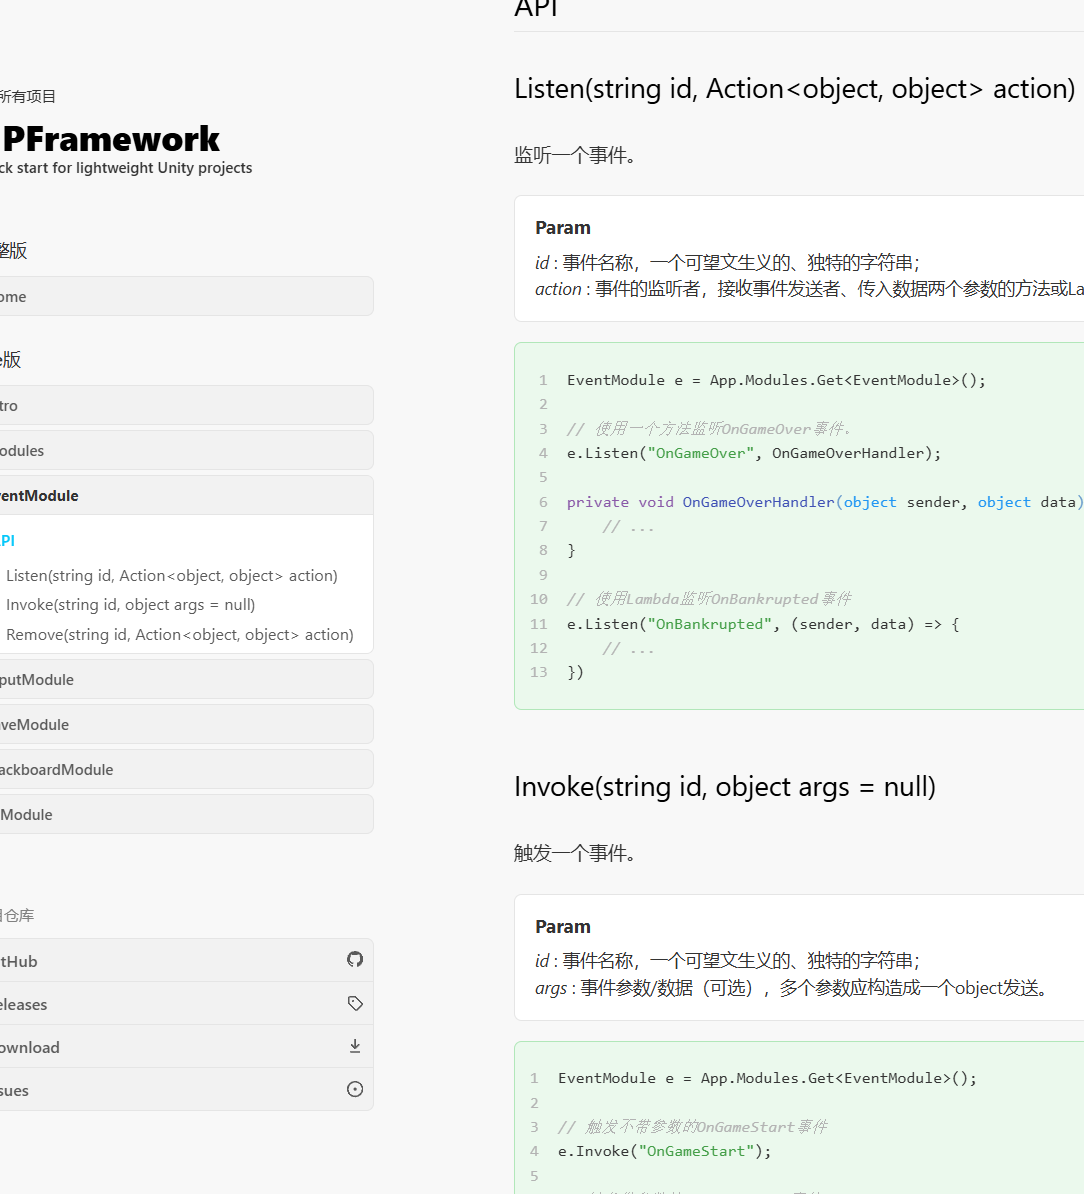 所有项目
PFramework
ck start for lightweight Unity projects
整版
ome
版
tro
odules
entModule
PI
Listen(string id, Action<object, object> action)
Invoke(string id, object args = null)
Remove(string id, Action<object, object> action)
putModule
veModule
ackboardModule
Module
仓库
tHub
eleases
ownload
sues
API
Listen(string id, Action<object, object> action)
监听一个事件。
Param
id : 事件名称，一个可望文生义的、独特的字符串；
action : 事件的监听者，接收事件发送者、传入数据两个参数的方法或La
1 EventModule e = App.Modules.Get<EventModule>();
2
3 // 使用一个方法监听OnGameOver事件。
4 e.Listen("OnGameOver", OnGameOverHandler);
5
6 private void OnGameOverHandler(object sender, object data)
7 // ...
8 }
9
10 // 使用Lambda监听OnBankrupted事件
11 e.Listen("OnBankrupted", (sender, data) => {
12 // ...
13 })
Invoke(string id, object args = null)
触发一个事件。
Param
id : 事件名称，一个可望文生义的、独特的字符串；
args : 事件参数/数据（可选），多个参数应构造成一个object发送。
1 EventModule e = App.Modules.Get<EventModule>();
2
3 // 触发不带参数的OnGameStart事件
4 e.Invoke("OnGameStart");
5